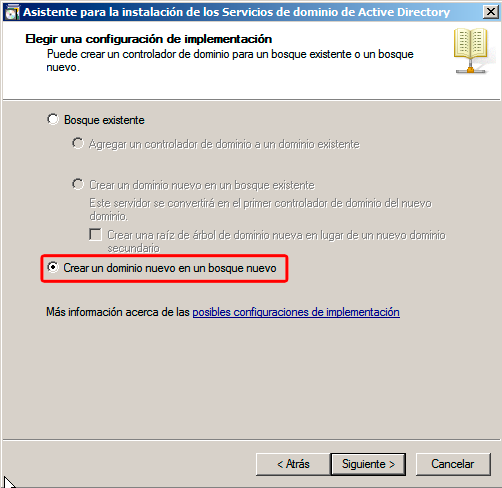 Asistente para la instalación de los Servicios de dominio de Active Directory
Elegir una configuración de implementación
Puede crear un controlador de dominio para un bosque existente o un bosque
nuevo.
Bosque existente
Agregar un controlador de dominio a un dominio existente
Crear un dominio nuevo en un bosque existente
Este servidor se convertirá en el primer controlador de dominio del nuevo
dominio.
Crear una raíz de árbol de dominio nueva en lugar de un nuevo dominio
secundario
Crear un dominio nuevo en un bosque nuevo
Más información acerca de las posibles configuraciones de implementación
< Atrás Siguiente > Cancelar